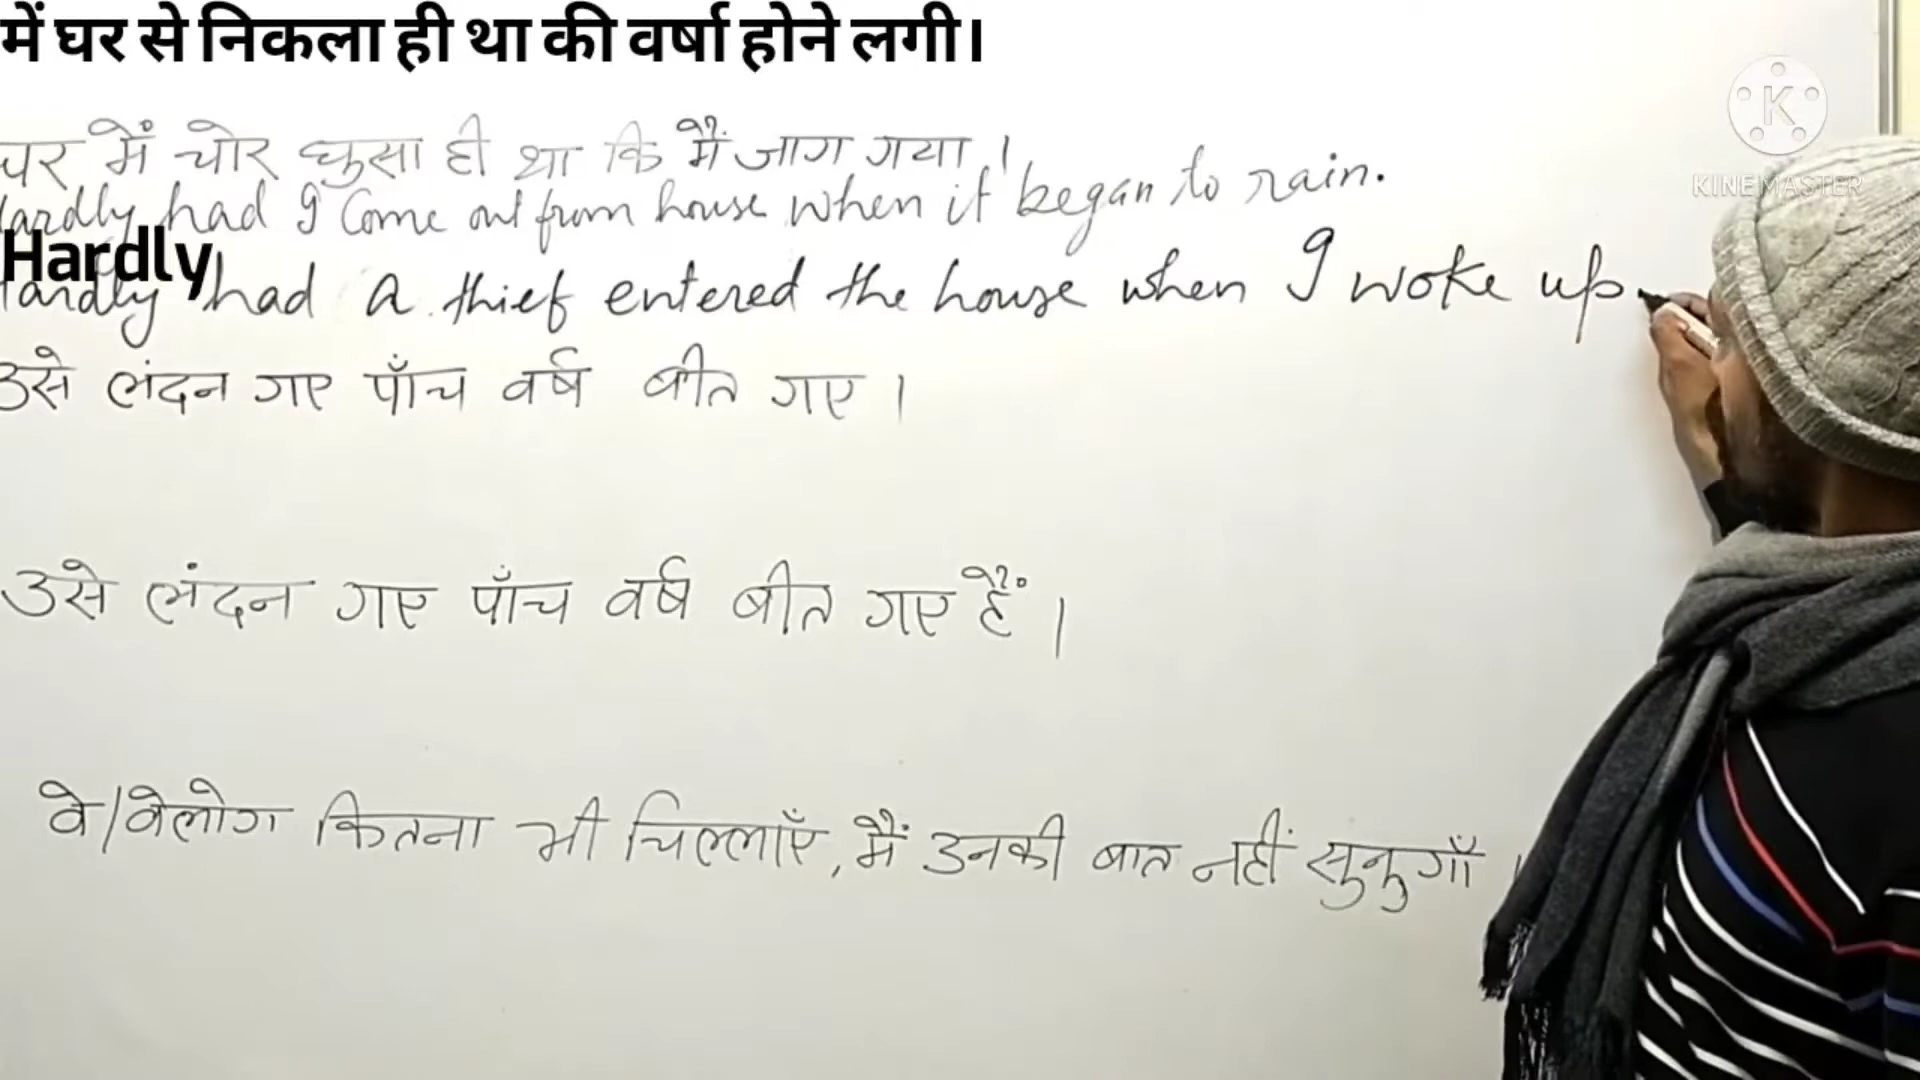 में घर से निकला ही था की वर्षा होने लगी।
घर में चोर घुसा ही था कि मैं जाग गया।
Hardly had I Come out from house when it began to rain.
Hardly
Hardly had a thief entered the house when I woke up.
उसे लंदन गए पाँच वर्ष बीत गए।
उसे लंदन गए पाँच वर्ष बीत गए हैं।
वे/वेलोग कितना भी चिल्लाएँ, मैं उनकी बात नहीं सुनुगाँ।
K
KINEMASTER